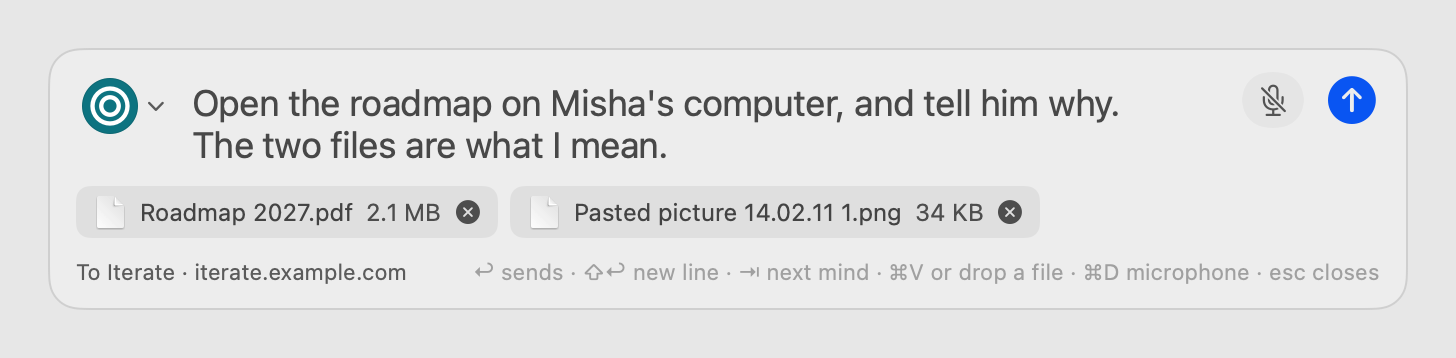 Open the roadmap on Misha's computer, and tell him why.
The two files are what I mean.
Roadmap 2027.pdf 2.1 MB
Pasted picture 14.02.11 1.png 34 KB
To Iterate · iterate.example.com
↩ sends · ⇧↩ new line · ⇥ next mind · ⌘V or drop a file · ⌘D microphone · esc closes